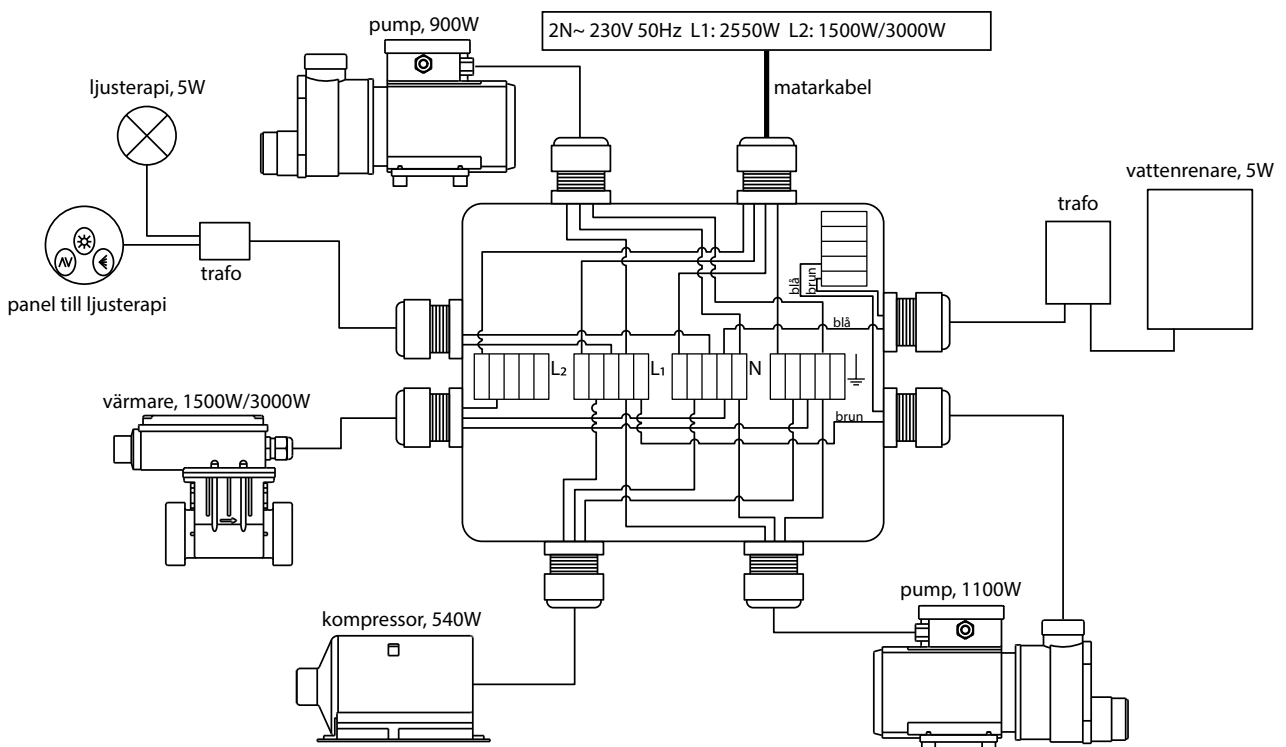 pump, 900W
2N~ 230V 50Hz L1: 2550W L2: 1500W/3000W
ljusterapi, 5W
matarkabel
vattenrenare, 5W
trafo
trafo
panel till ljusterapi
blå
brun
blå
L2
L1
N
värmare, 1500W/3000W
brun
pump, 1100W
kompressor, 540W